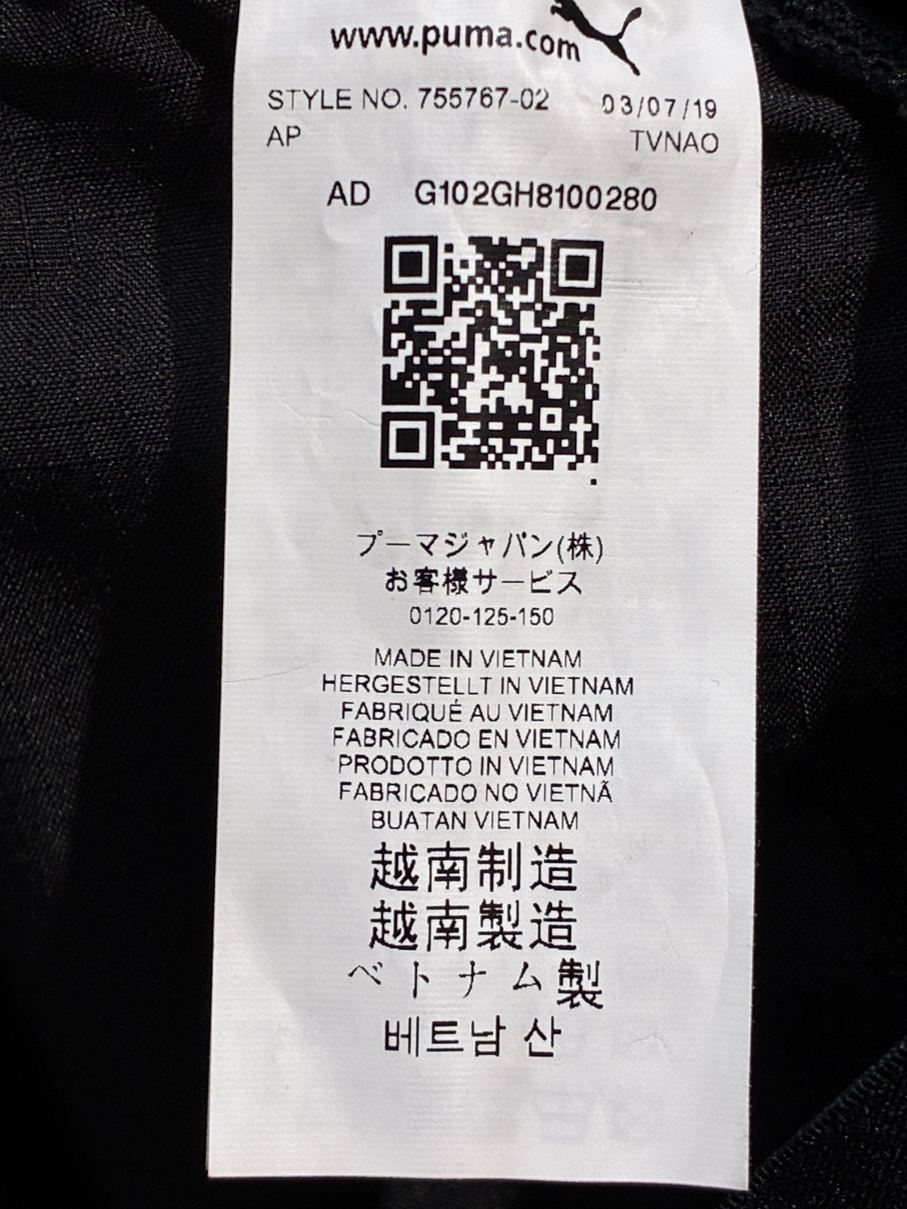 www.puma.com
STYLE NO. 755767-02 03/07/19
AP TVNAO
AD G102GH8100280
プーマジャパン(株)
お客様サービス
0120-125-150
MADE IN VIETNAM
HERGESTELLT IN VIETNAM
FABRIQUÉ AU VIETNAM
FABRICADO EN VIETNAM
PRODOTTO IN VIETNAM
FABRICADO NO VIETNÃ
BUATAN VIETNAM
越南制造
越南製造
ベトナム製
베트남 산